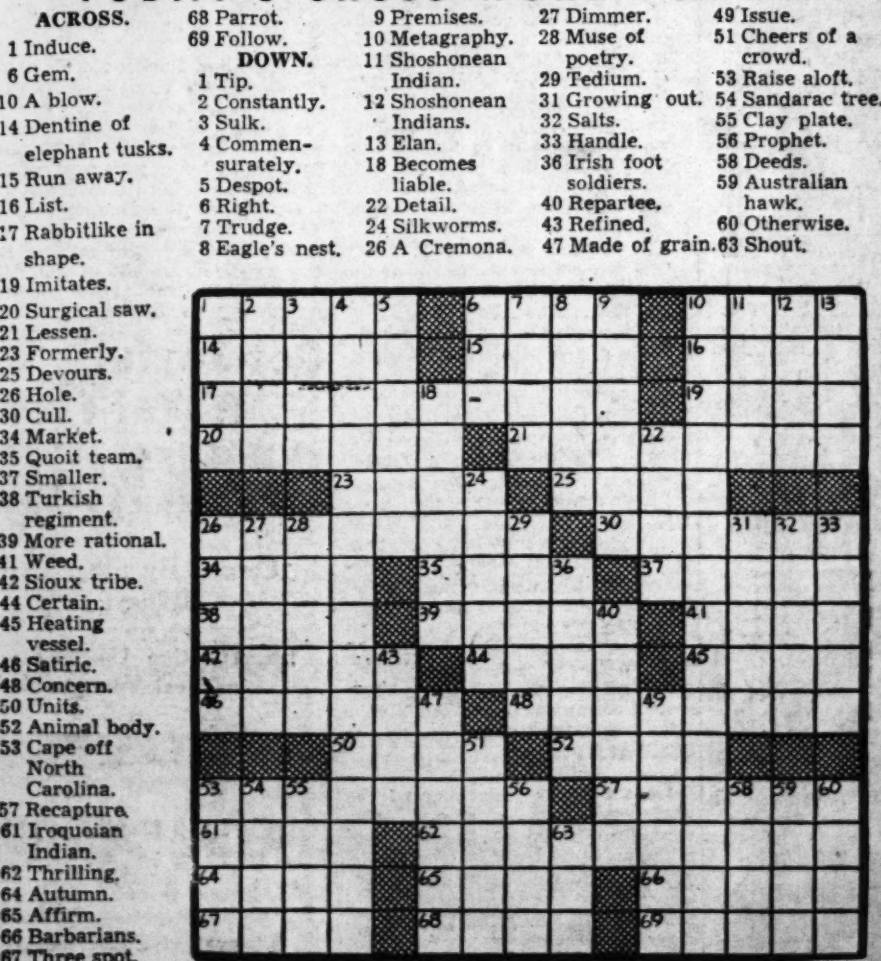 ACROSS.
1 Induce.
6 Gem.
10 A blow.
14 Dentine of
elephant tusks.
15 Run away.
16 List.
17 Rabbitlike in
shape.
19 Imitates.
20 Surgical saw.
21 Lessen.
23 Formerly.
25 Devours.
26 Hole.
30 Cull.
34 Market.
35 Quoit team.
37 Smaller.
38 Turkish
regiment.
39 More rational.
41 Weed.
42 Sioux tribe.
44 Certain.
45 Heating
vessel.
46 Satiric.
48 Concern.
50 Units.
52 Animal body.
53 Cape off
North
Carolina.
57 Recapture.
61 Iroquoian
Indian.
62 Thrilling.
64 Autumn.
65 Affirm.
66 Barbarians.
67 Three spot.
68 Parrot.
69 Follow.
DOWN.
1 Tip.
2 Constantly.
3 Sulk.
4 Commen-
surately.
5 Despot.
6 Right.
7 Trudge.
8 Eagle's nest.
9 Premises.
10 Metagraphy.
11 Shoshonean
Indian.
12 Shoshonean
Indians.
13 Elan.
18 Becomes
liable.
22 Detail.
24 Silkworms.
26 A Cremona.
27 Dimmer.
28 Muse of
poetry.
29 Tedium.
31 Growing out.
32 Salts.
33 Handle.
36 Irish foot
soldiers.
40 Repartee.
43 Refined.
47 Made of grain.
49 Issue.
51 Cheers of a
crowd.
53 Raise aloft.
54 Sandarac tree.
55 Clay plate.
56 Prophet.
58 Deeds.
59 Australian
hawk.
60 Otherwise.
63 Shout.
1 2 3 4 5 6 7 8 9 10 11 12 13
14 15 16
17 18 19
20 21 22
23 24 25
26 27 28 29 30 31 32 33
34 35 36 37
38 39 40 41
42 43 44 45
46 47 48 49
50 51 52
53 54 55 56 57 58 59 60
61 62 63
64 65 66
67 68 69